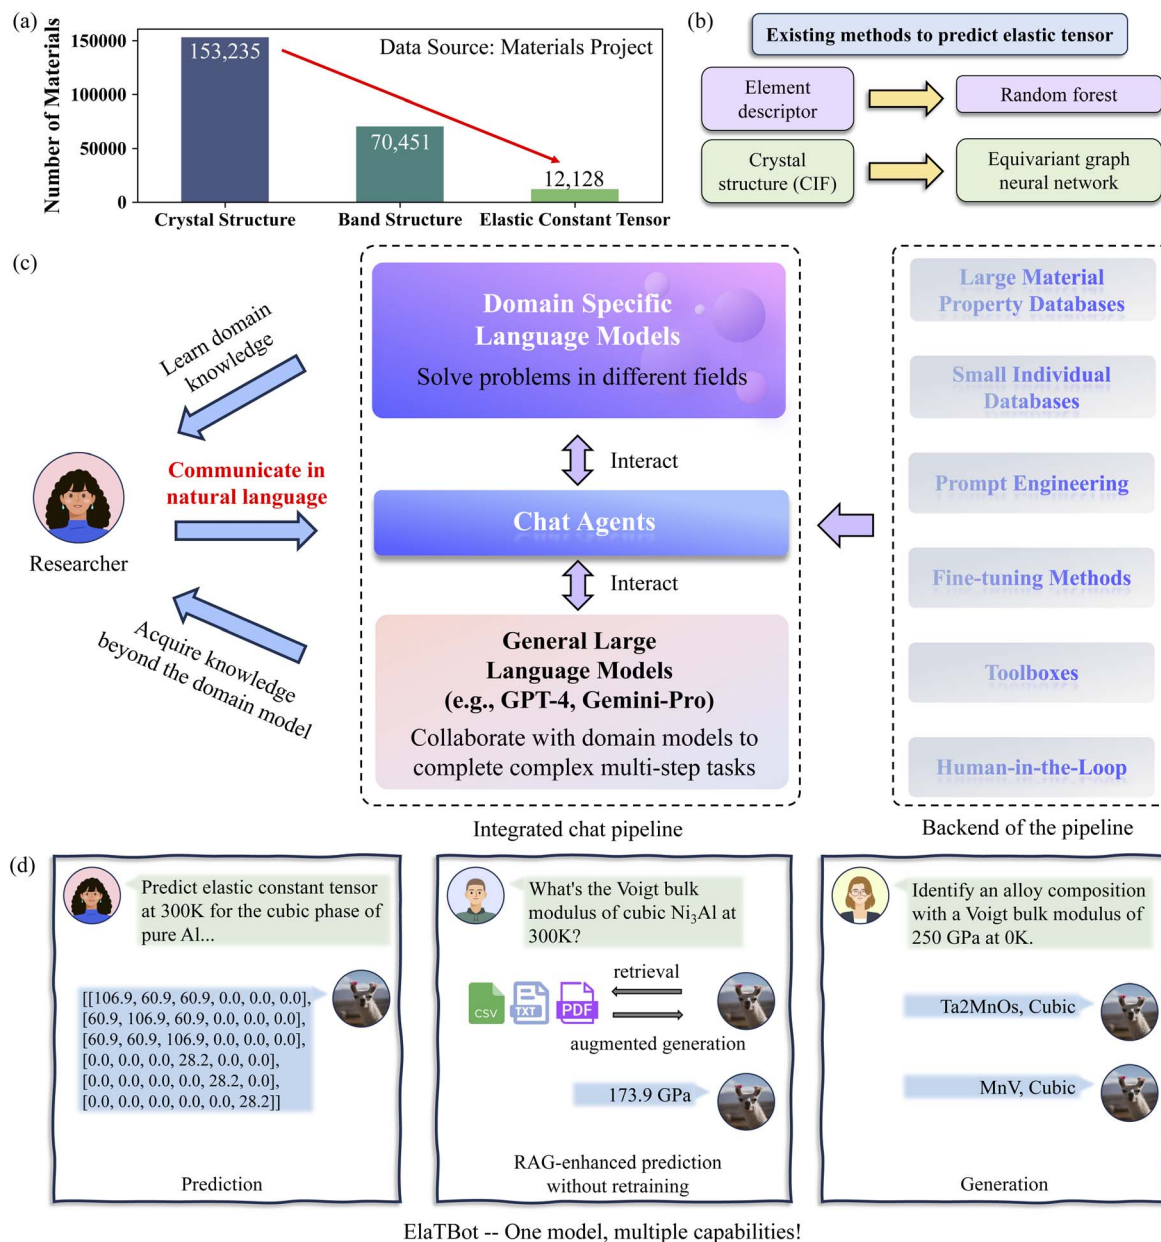 (a)
Number of Materials
150000
100000
50000
0
153,235
70,451
12,128
Data Source: Materials Project
Crystal Structure
Band Structure
Elastic Constant Tensor
(b)
Existing methods to predict elastic tensor
Element
descriptor
Random forest
Crystal
structure (CIF)
Equivariant graph
neural network
(c)
Learn domain
knowledge
Communicate in
natural language
Researcher
Acquire knowledge
beyond the domain model
Domain Specific
Language Models
Solve problems in different fields
Interact
Chat Agents
Interact
General Large
Language Models
(e.g., GPT-4, Gemini-Pro)
Collaborate with domain models to
complete complex multi-step tasks
Integrated chat pipeline
Large Material
Property Databases
Small Individual
Databases
Prompt Engineering
Fine-tuning Methods
Toolboxes
Human-in-the-Loop
Backend of the pipeline
(d)
Predict elastic constant tensor
at 300K for the cubic phase of
pure Al...
[[106.9, 60.9, 60.9, 0.0, 0.0, 0.0],
[60.9, 106.9, 60.9, 0.0, 0.0, 0.0],
[60.9, 60.9, 106.9, 0.0, 0.0, 0.0],
[0.0, 0.0, 0.0, 28.2, 0.0, 0.0],
[0.0, 0.0, 0.0, 0.0, 28.2, 0.0],
[0.0, 0.0, 0.0, 0.0, 0.0, 28.2]]
Prediction
What's the Voigt bulk
modulus of cubic Ni₃Al at
300K?
CSV
TXT
PDF
retrieval
augmented generation
173.9 GPa
RAG-enhanced prediction
without retraining
Identify an alloy composition
with a Voigt bulk modulus of
250 GPa at 0K.
Ta2MnOs, Cubic
MnV, Cubic
Generation
ElaTBot -- One model, multiple capabilities!